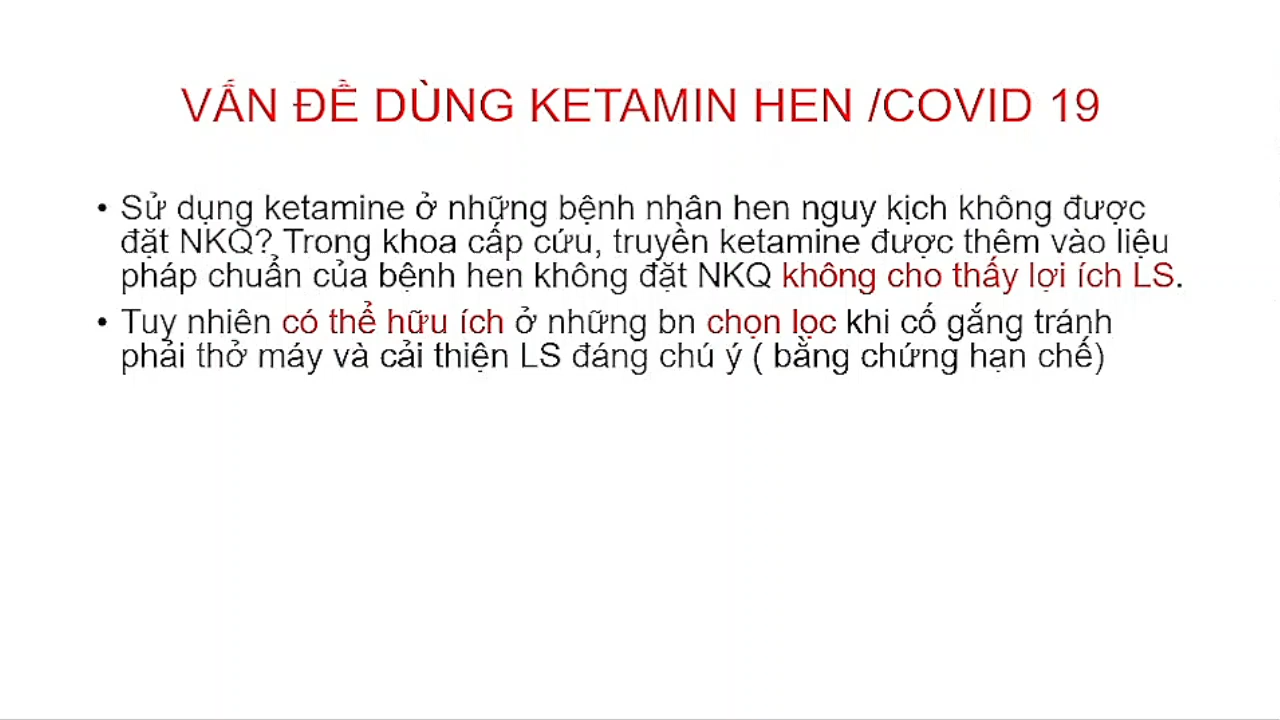 VẤN ĐỀ DÙNG KETAMIN HEN /COVID 19
• Sử dụng ketamine ở những bệnh nhân hen nguy kịch không được
đặt NKQ? Trong khoa cấp cứu, truyền ketamine được thêm vào liệu
pháp chuẩn của bệnh hen không đặt NKQ không cho thấy lợi ích LS.
• Tuy nhiên có thể hữu ích ở những bn chọn lọc khi cố gắng tránh
phải thở máy và cải thiện LS đáng chú ý ( bằng chứng hạn chế)